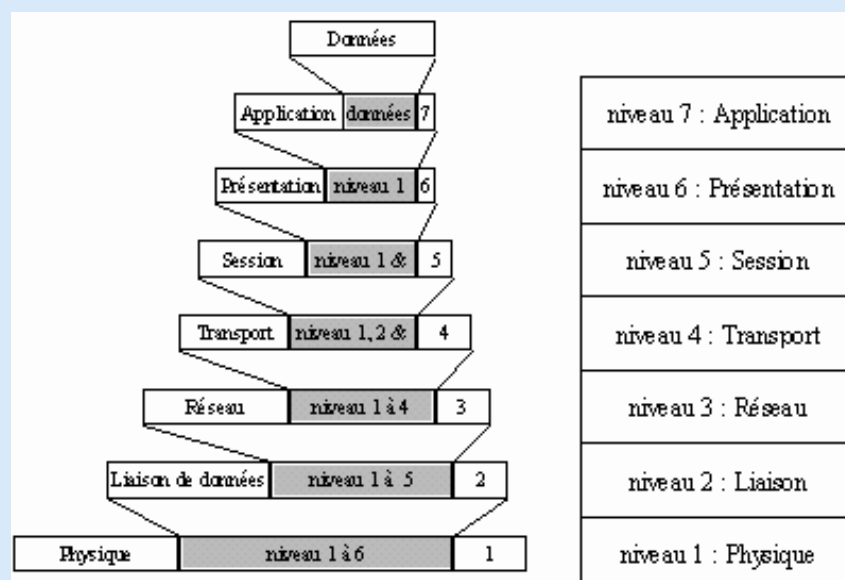 Données
Application données 7
Présentation niveau 1 6
Session niveau 1 & 5
Transport niveau 1, 2 & 4
Réseau niveau 1 à 4 3
Liaison de données niveau 1 à 5 2
Physique niveau 1 à 6 1
niveau 7 : Application
niveau 6 : Présentation
niveau 5 : Session
niveau 4 : Transport
niveau 3 : Réseau
niveau 2 : Liaison
niveau 1 : Physique